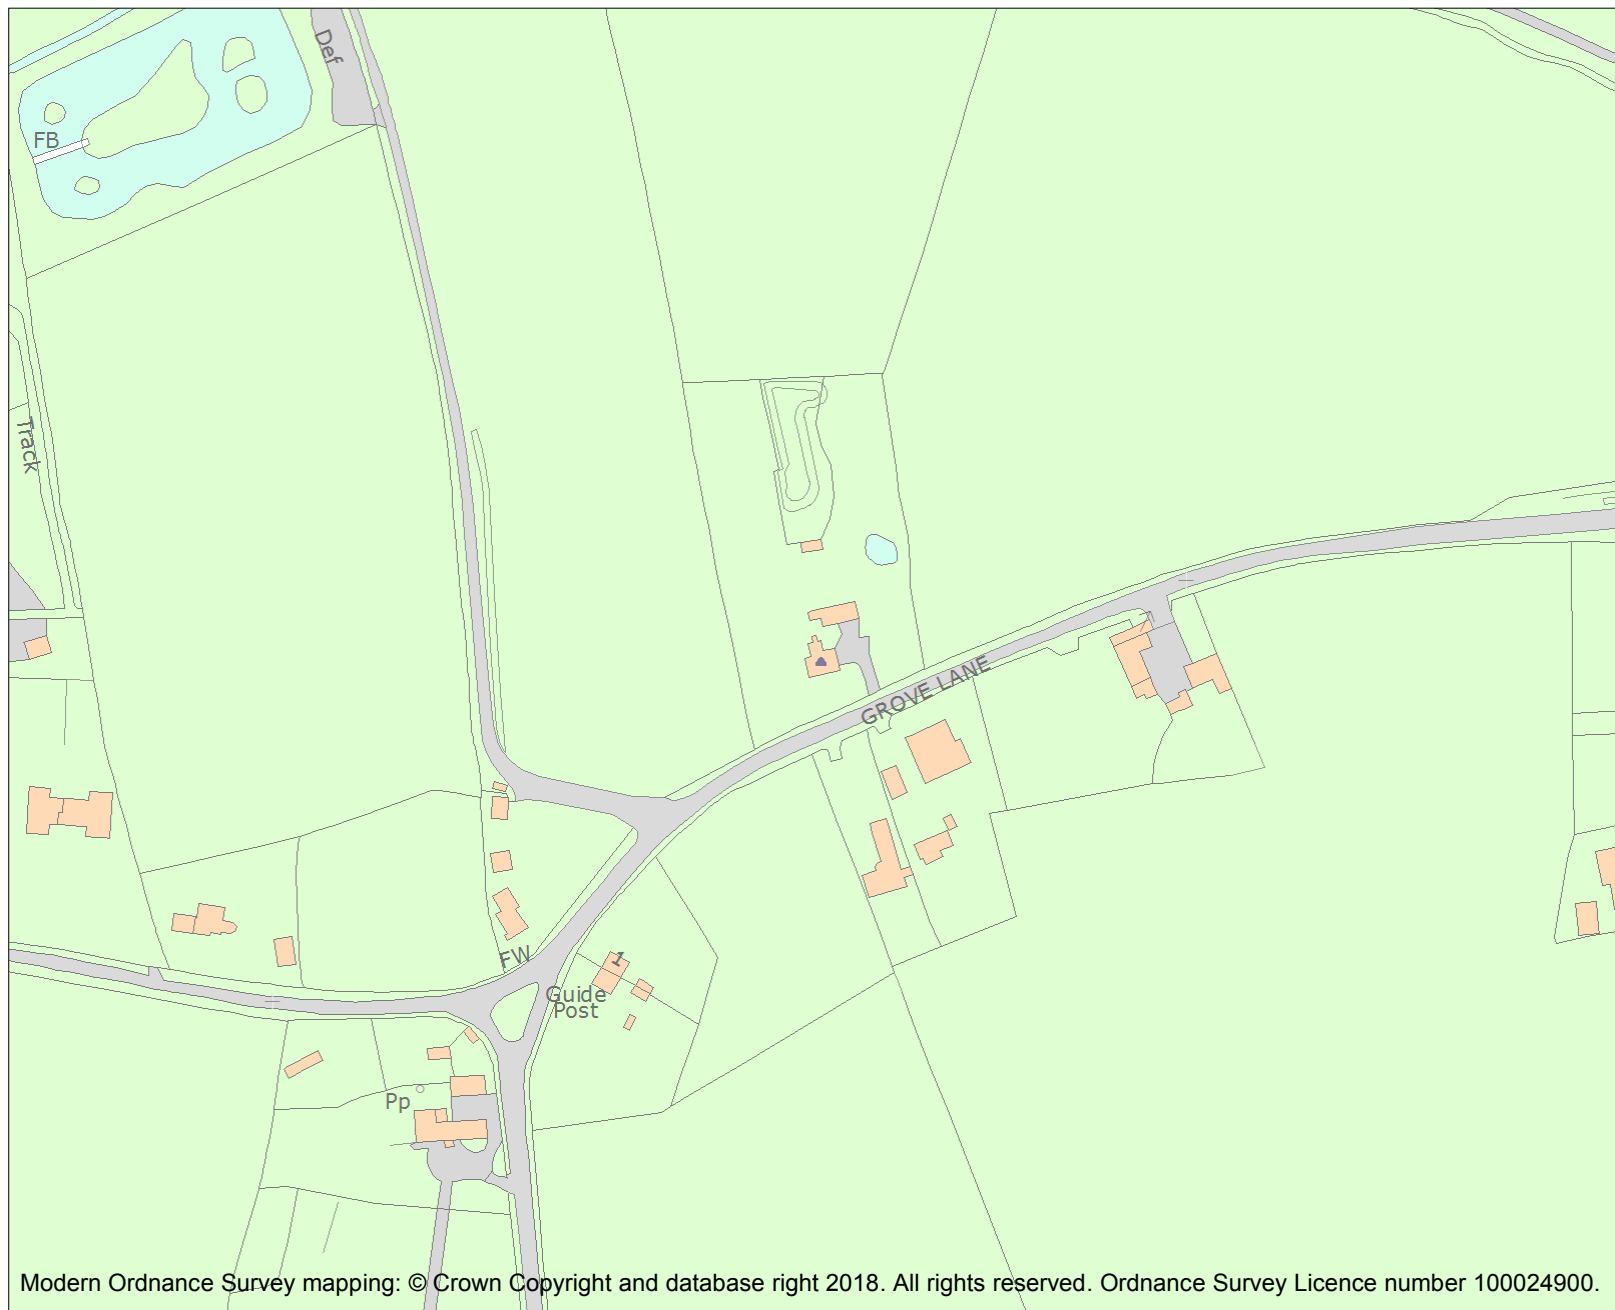 Def
FB
Track
GROVE LANE
FW
1
Guide
Post
Pp
Modern Ordnance Survey mapping: © Crown Copyright and database right 2018. All rights reserved. Ordnance Survey Licence number 100024900.